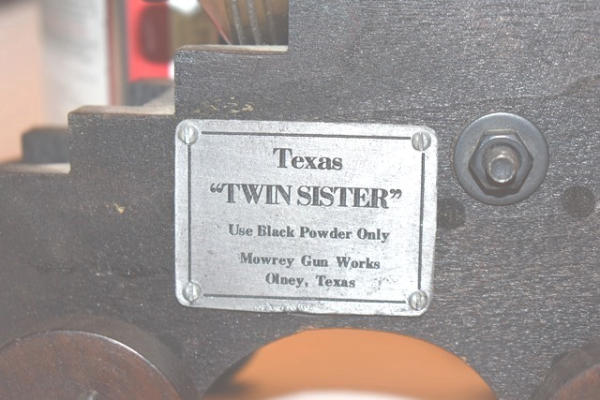 Texas
“TWIN SISTER”
Use Black Powder Only
Mowrey Gun Works
Olney, Texas